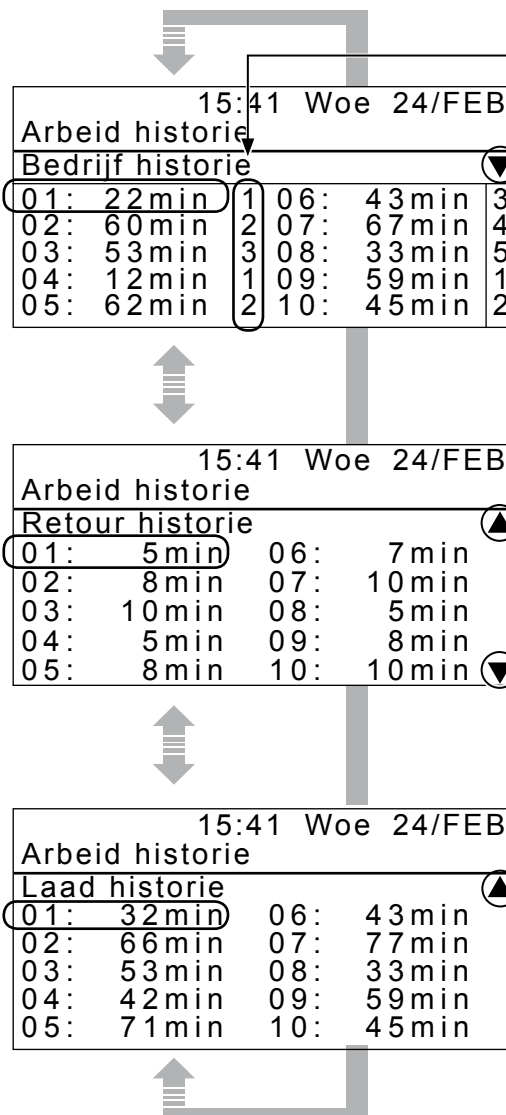 15:41 Woe 24/FEB
Arbeid historie
Bedrijf historie
01: 22min 1 06: 43min 3
02: 60min 2 07: 67min 4
03: 53min 3 08: 33min 5
04: 12min 1 09: 59min 1
05: 62min 2 10: 45min 2
15:41 Woe 24/FEB
Arbeid historie
Retour historie
01: 5min 06: 7min
02: 8min 07: 10min
03: 10min 08: 5min
04: 5min 09: 8min
05: 8min 10: 10min
15:41 Woe 24/FEB
Arbeid historie
Laad historie
01: 32min 06: 43min
02: 66min 07: 77min
03: 53min 08: 33min
04: 42min 09: 59min
05: 71min 10: 45min